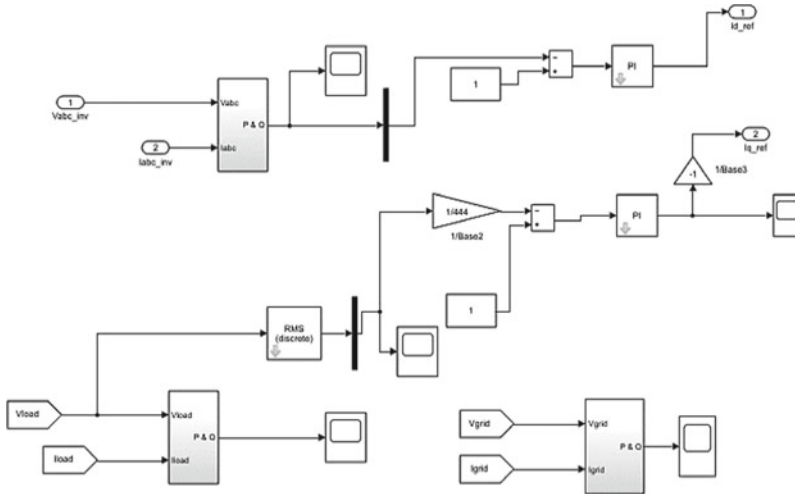 1
Id_ref
1
Vabc_inv
Vabc
P & Q
2
Iabc_inv
Iabc
1
-
+
PI
2
Iq_ref
-1
1/Base3
1/444
1/Base2
-
+
PI
1
RMS
(discrete)
Vload
Vload
P & Q
Iload
Iload
Vgrid
Vgrid
P & Q
Igrid
Igrid